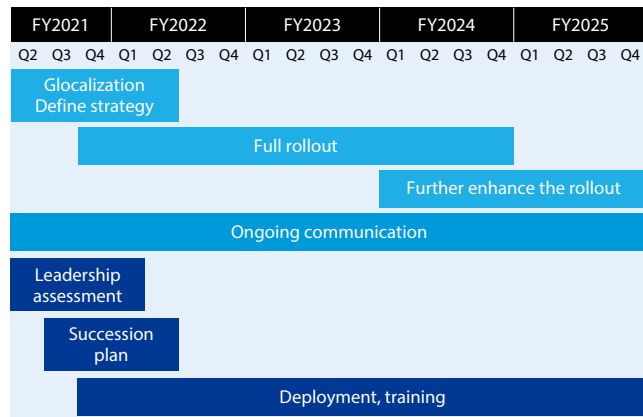 FY2021 FY2022 FY2023 FY2024 FY2025
Q2 Q3 Q4 Q1 Q2 Q3 Q4 Q1 Q2 Q3 Q4 Q1 Q2 Q3 Q4 Q1 Q2 Q3 Q4
Glocalization
Define strategy
Full rollout
Further enhance the rollout
Ongoing communication
Leadership
assessment
Succession
plan
Deployment, training